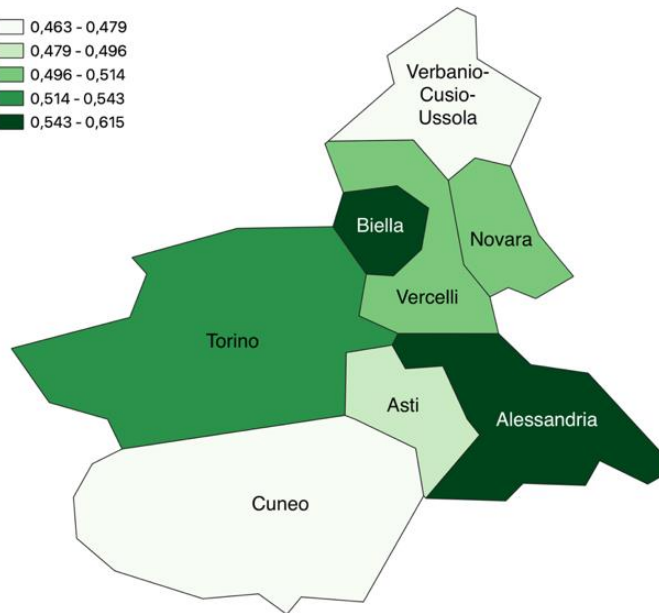 0,463 - 0,479
0,479 - 0,496
0,496 - 0,514
0,514 - 0,543
0,543 - 0,615
Verbanio-
Cusio-
Ussola
Biella
Novara
Vercelli
Torino
Asti
Alessandria
Cuneo